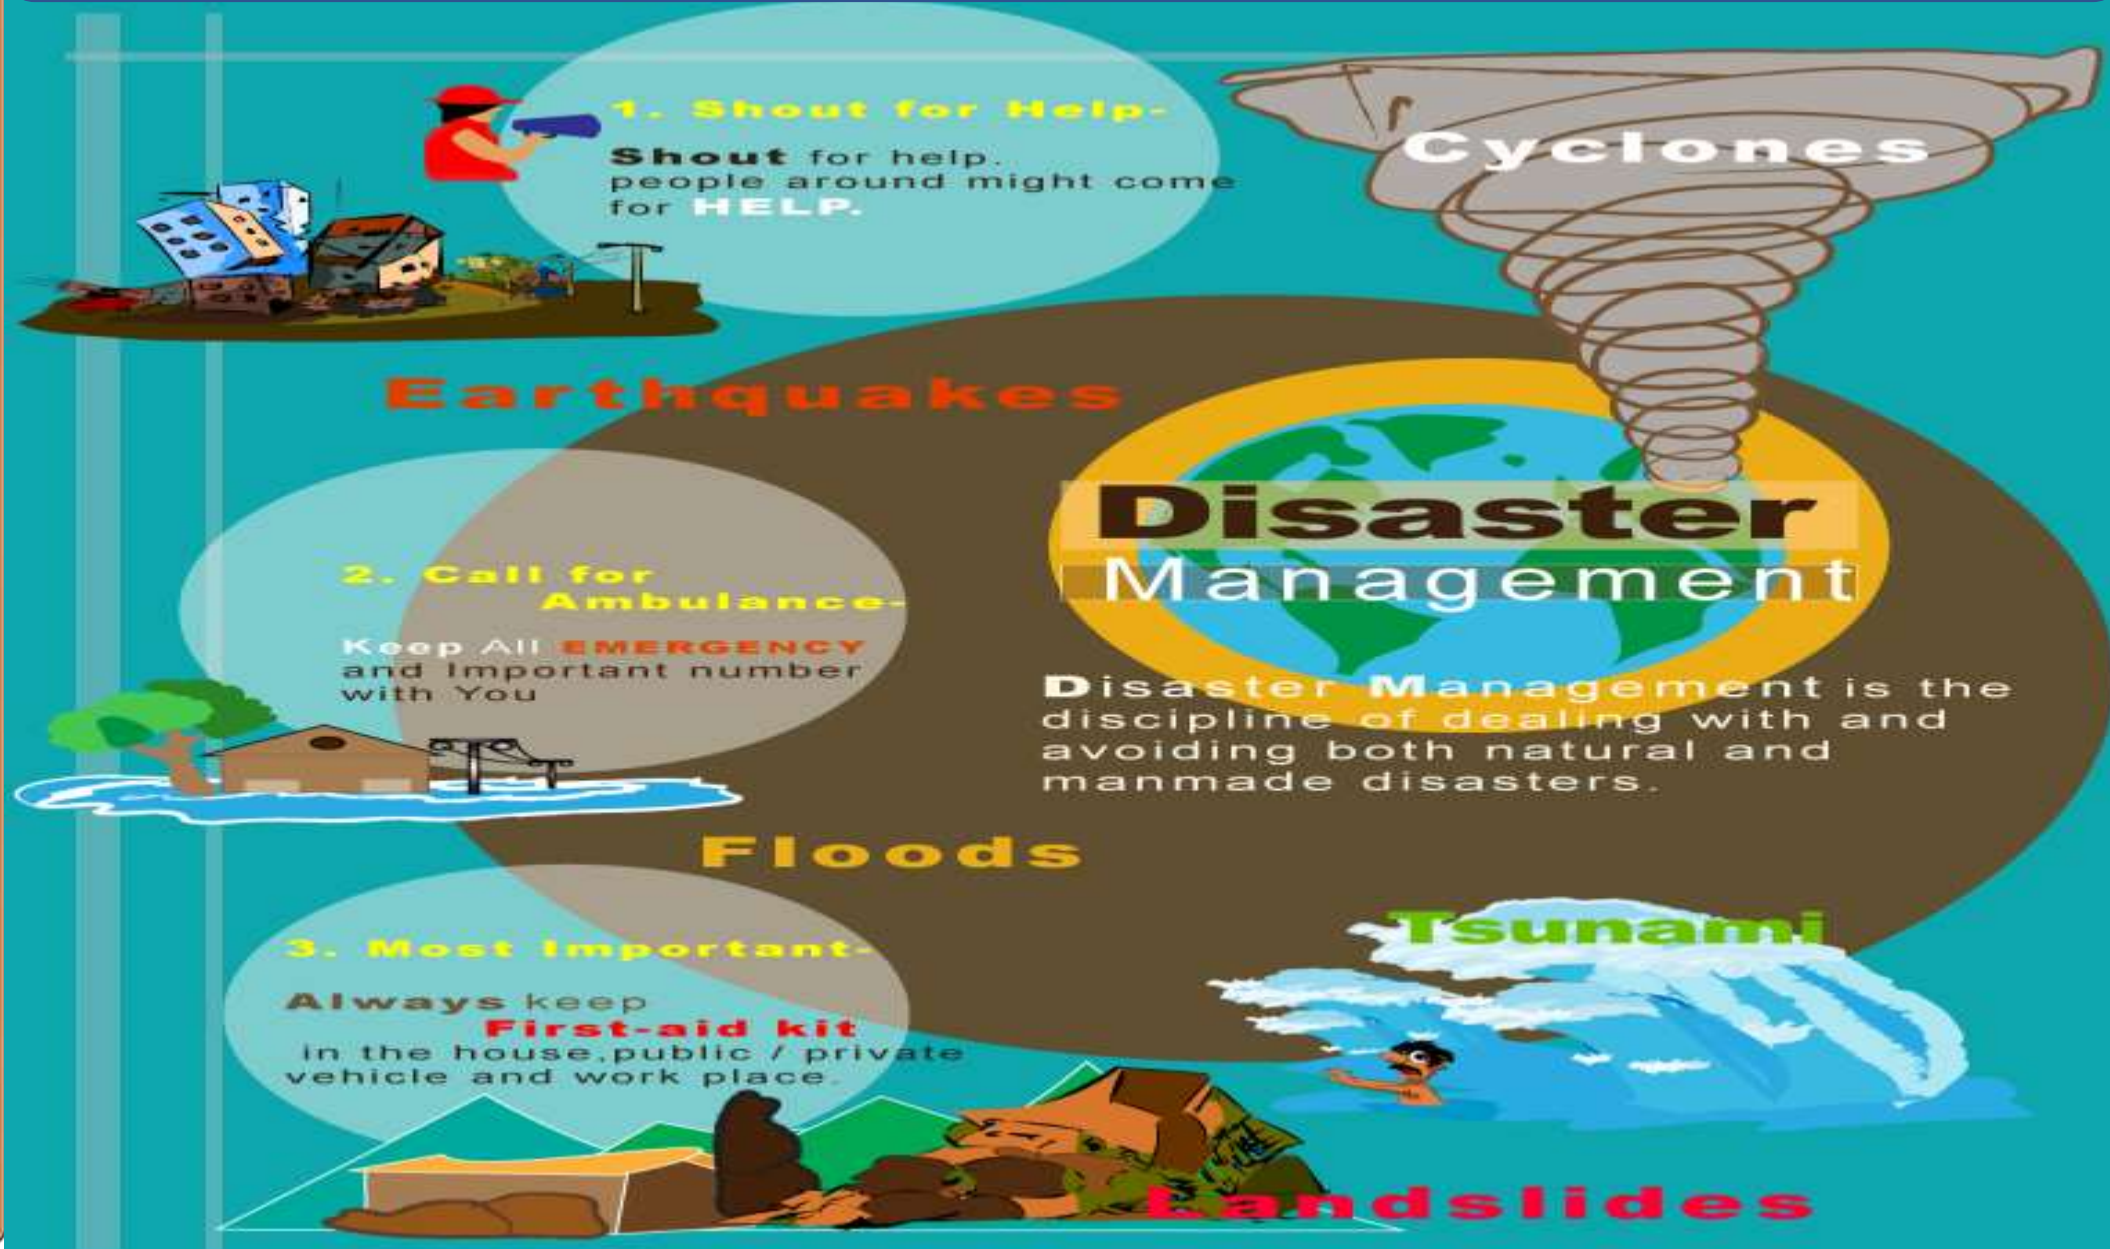 1. Shout for Help-
Shout for help.
people around might come
for HELP.
Cyclones
Earthquakes
Disaster
Management
Disaster Management is the
discipline of dealing with and
avoiding both natural and
manmade disasters.
2. Call for
Ambulance-
Keep All EMERGENCY
and Important number
with You
Floods
3. Most Important-
Always keep
First-aid kit
in the house,public / private
vehicle and work place.
Tsunami
Landslides